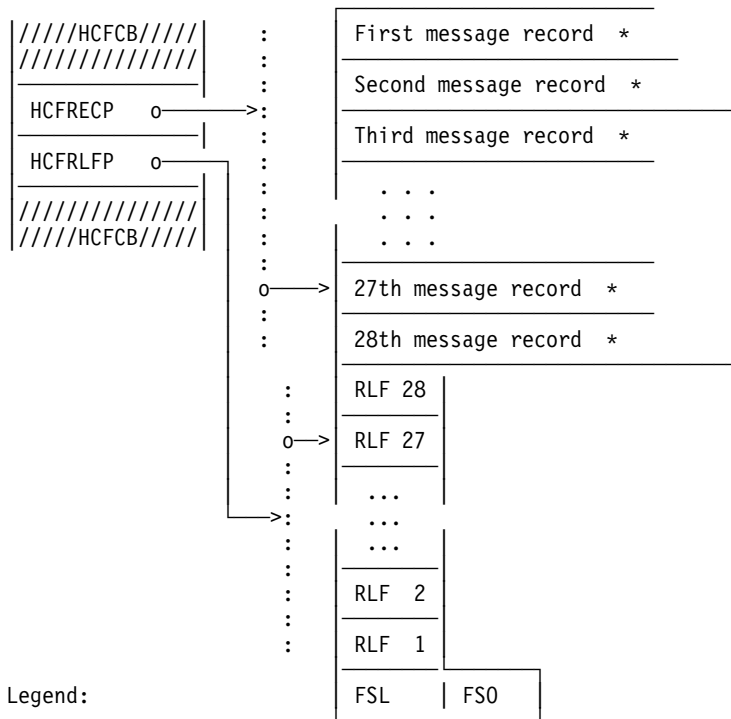 /////HCFCB/////
///////////////
HCFRECP o
HCFRLFP o
///////////////
/////HCFCB/////
First message record *
Second message record *
Third message record *
. . .
. . .
. . .
o 27th message record *
28th message record *
RLF 28
o RLF 27
...
...
...
RLF 2
RLF 1
FSL FSO
Legend: